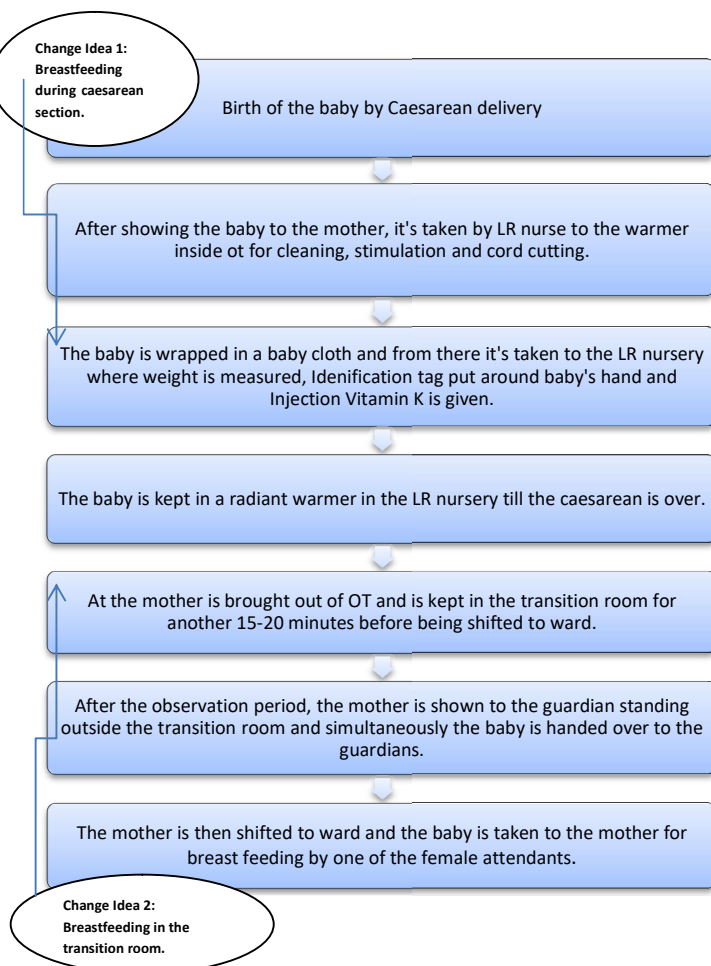 Change Idea 1:
Breastfeeding
during caesarean
section.
Birth of the baby by Caesarean delivery
After showing the baby to the mother, it's taken by LR nurse to the warmer
inside ot for cleaning, stimulation and cord cutting.
The baby is wrapped in a baby cloth and from there it's taken to the LR nursery
where weight is measured, Idenification tag put around baby's hand and
Injection Vitamin K is given.
The baby is kept in a radiant warmer in the LR nursery till the caesarean is over.
At the mother is brought out of OT and is kept in the transition room for
another 15-20 minutes before being shifted to ward.
After the observation period, the mother is shown to the guardian standing
outside the transition room and simultaneously the baby is handed over to the
guardians.
The mother is then shifted to ward and the baby is taken to the mother for
breast feeding by one of the female attendants.
Change Idea 2:
Breastfeeding in the
transition room.